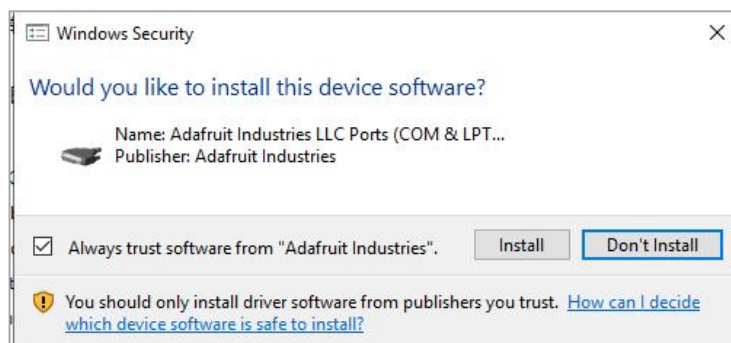 Windows Security
Would you like to install this device software?
Name: Adafruit Industries LLC Ports (COM & LPT...
Publisher: Adafruit Industries
Always trust software from "Adafruit Industries".
Install
Don't Install
You should only install driver software from publishers you trust. How can I decide
which device software is safe to install?